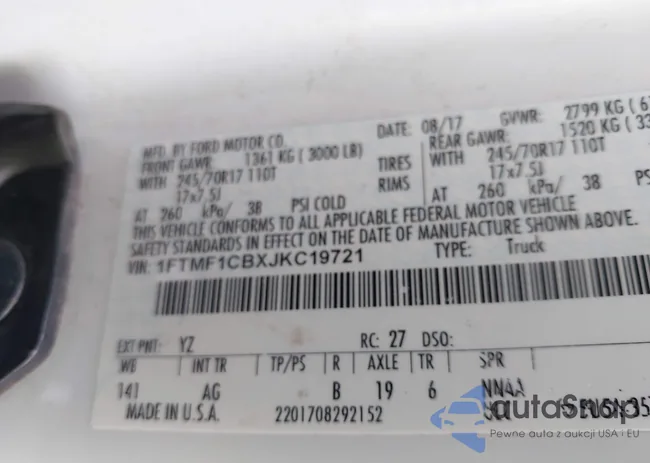 MFD. BY FORD MOTOR CO. DATE: 08/17 GVWR: 2799 KG (6
FRONT GAWR: 1361 KG (3000 LB) REAR GAWR: 1520 KG (33
WITH 245/70R17 110T TIRES WITH 245/70R17 110T
17x7.5J RIMS 17x7.5J
AT 260 kPa/ 38 PSI COLD AT 260 kPa/ 38 PS
THIS VEHICLE CONFORMS TO ALL APPLICABLE FEDERAL MOTOR VEHICLE
SAFETY STANDARDS IN EFFECT ON THE DATE OF MANUFACTURE SHOWN ABOVE.
VIN: 1FTMF1CBXJKC19721 TYPE: Truck
EXT PNT: YZ RC: 27 DSO:
WB INT TR TP/PS R AXLE TR SPR
141 AG B 19 6 NN4A
MADE IN U.S.A. 2201708292152
autaStąd
Pewne auta z aukcji USA i EU